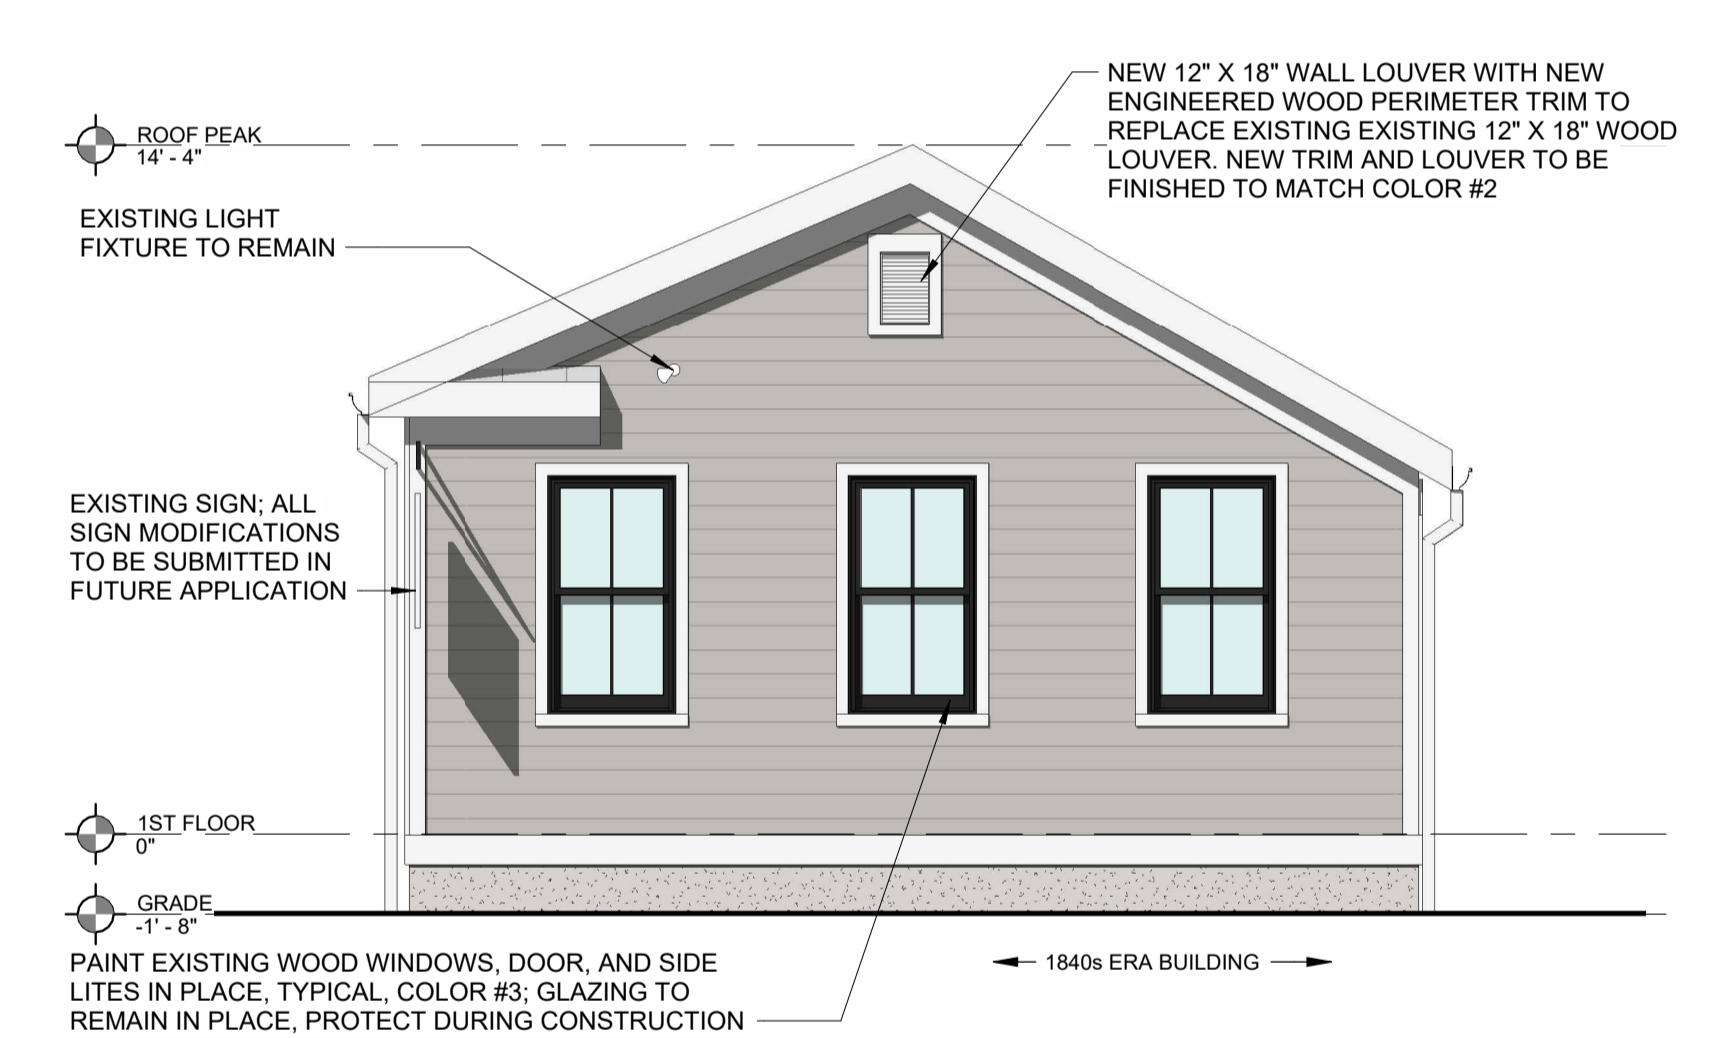 NEW 12" X 18" WALL LOUVER WITH NEW
ENGINEERED WOOD PERIMETER TRIM TO
REPLACE EXISTING EXISTING 12" X 18" WOOD
LOUVER. NEW TRIM AND LOUVER TO BE
FINISHED TO MATCH COLOR #2
ROOF PEAK
14' - 4"
EXISTING LIGHT
FIXTURE TO REMAIN
EXISTING SIGN; ALL
SIGN MODIFICATIONS
TO BE SUBMITTED IN
FUTURE APPLICATION
1ST FLOOR
0"
GRADE
-1' - 8"
PAINT EXISTING WOOD WINDOWS, DOOR, AND SIDE
LITES IN PLACE, TYPICAL, COLOR #3; GLAZING TO
REMAIN IN PLACE, PROTECT DURING CONSTRUCTION
1840s ERA BUILDING